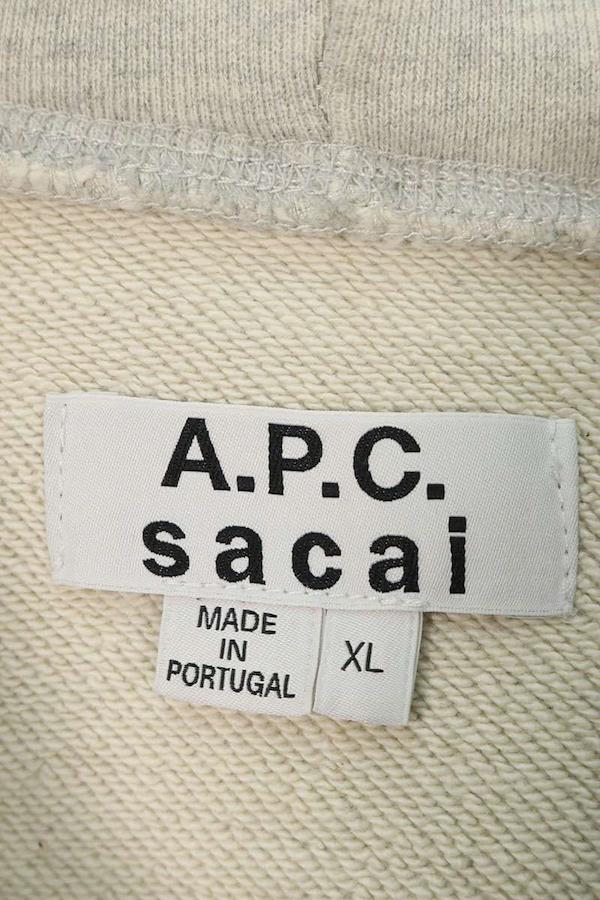 A.P.C.
sacai
MADE
IN
PORTUGAL
XL